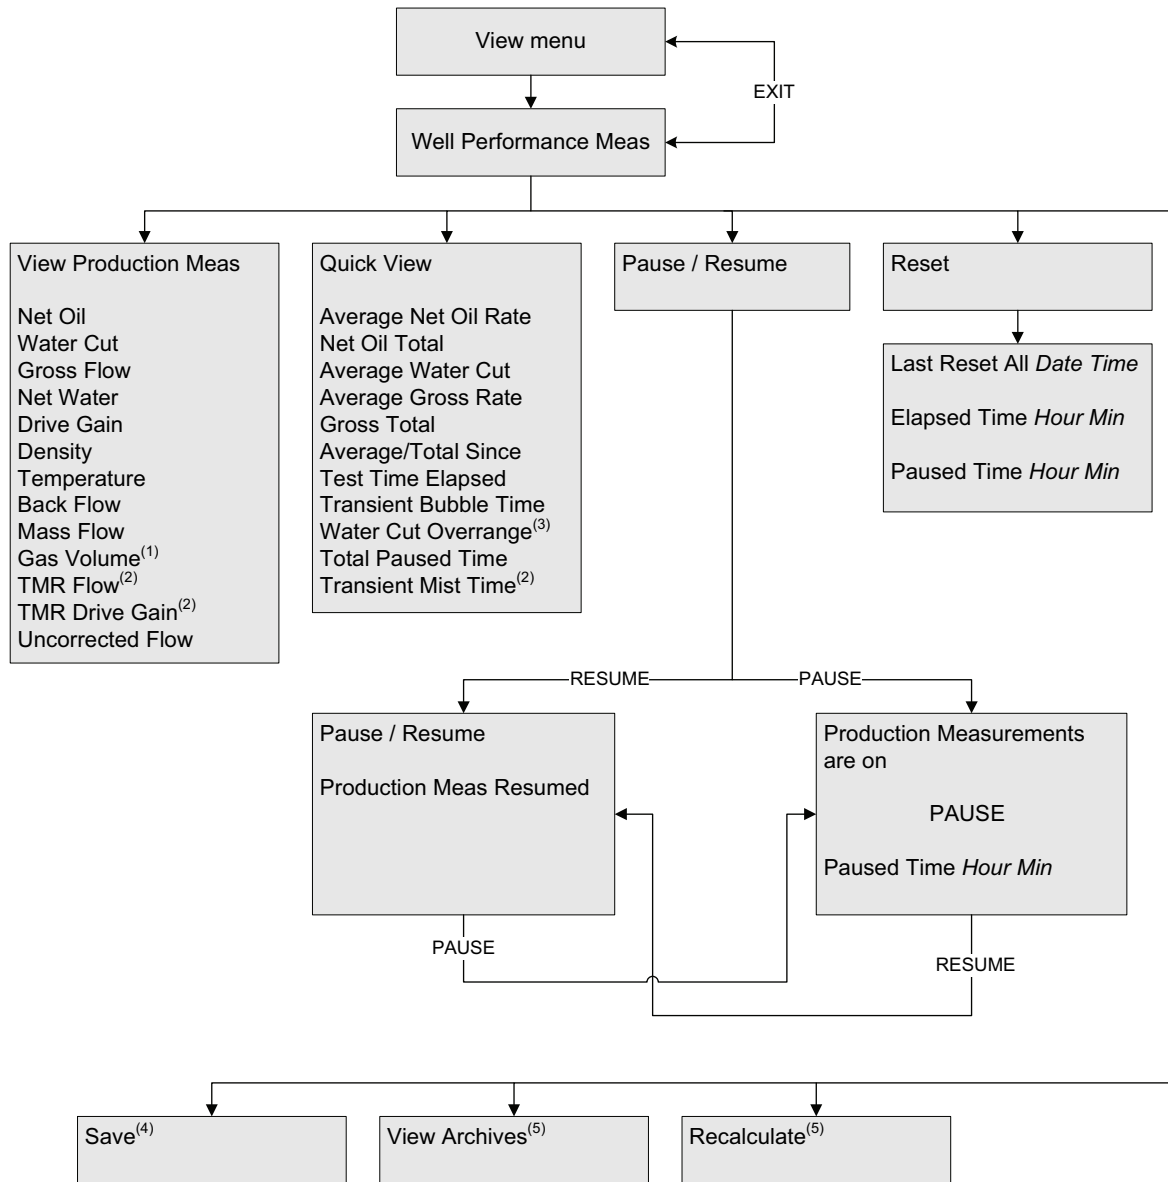 View menu
EXIT
Well Performance Meas
View Production Meas
Net Oil
Water Cut
Gross Flow
Net Water
Drive Gain
Density
Temperature
Back Flow
Mass Flow
Gas Volume(1)
TMR Flow(2)
TMR Drive Gain(2)
Uncorrected Flow
Quick View
Average Net Oil Rate
Net Oil Total
Average Water Cut
Average Gross Rate
Gross Total
Average/Total Since
Test Time Elapsed
Transient Bubble Time
Water Cut Overrange(3)
Total Paused Time
Transient Mist Time(2)
Pause / Resume
Reset
Last Reset All Date Time
Elapsed Time Hour Min
Paused Time Hour Min
RESUME
PAUSE
Pause / Resume
Production Meas Resumed
Production Measurements
are on
PAUSE
Paused Time Hour Min
PAUSE
RESUME
Save(4)
View Archives(5)
Recalculate(5)